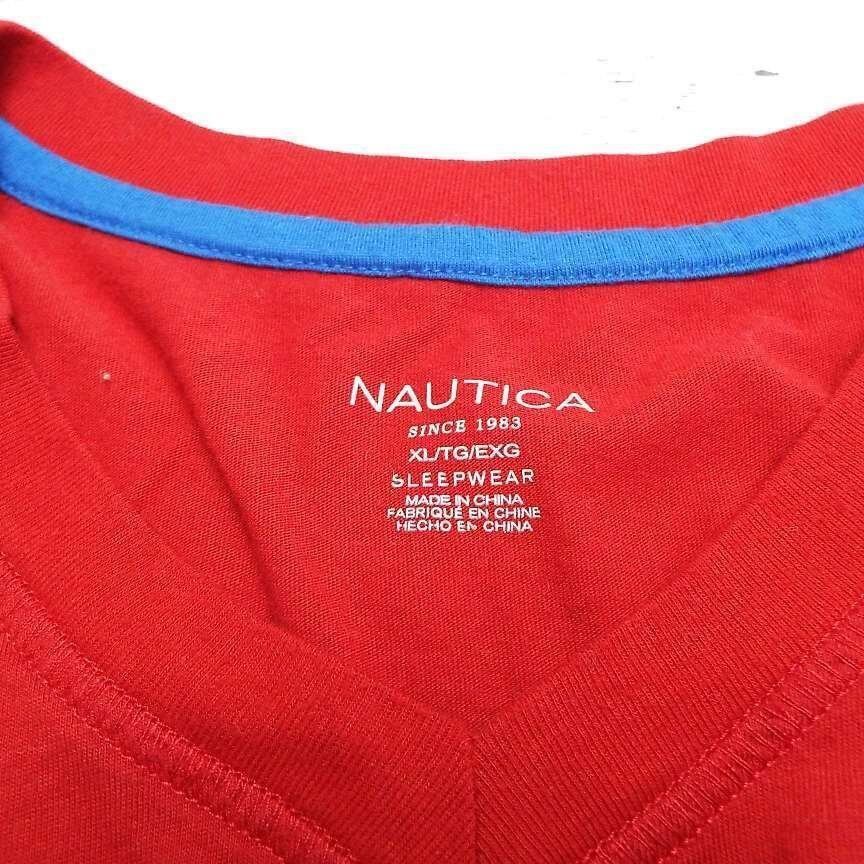 NAUTICA
SINCE 1983
XL/TG/EXG
SLEEPWEAR
MADE IN CHINA
FABRIQUÉ EN CHINE
HECHO EN CHINA